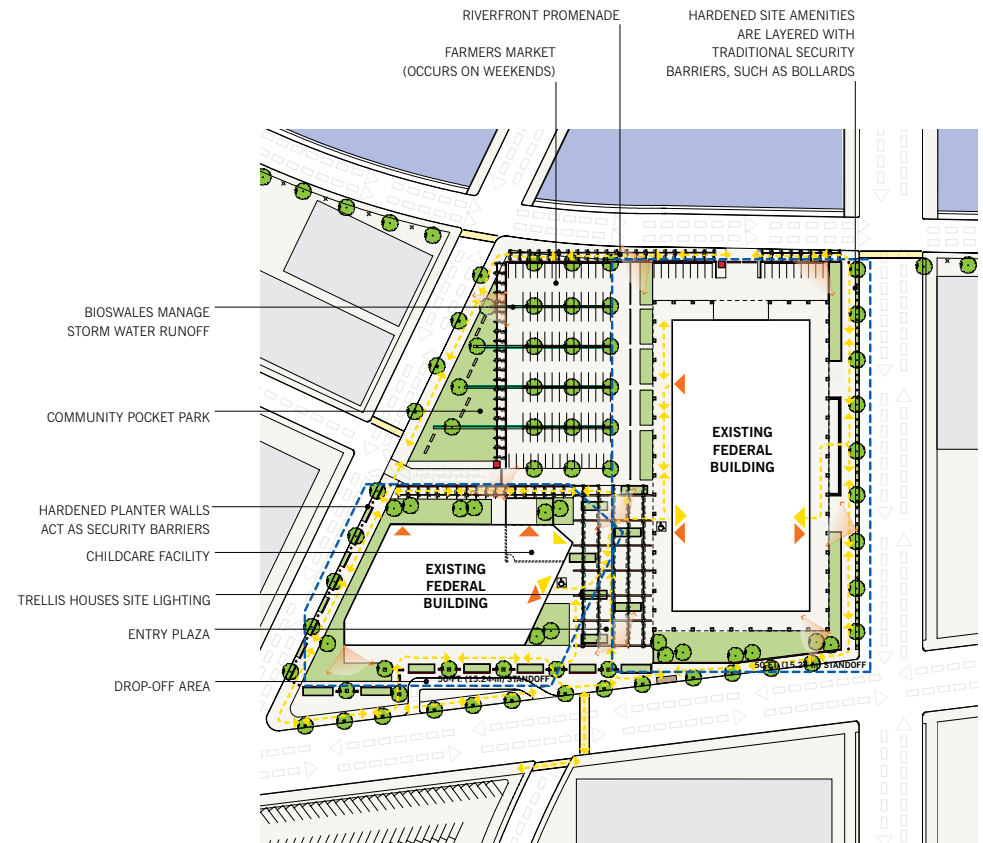 RIVERFRONT PROMENADE
HARDENED SITE AMENITIES
ARE LAYERED WITH
TRADITIONAL SECURITY
BARRIERS, SUCH AS BOLLARDS
FARMERS MARKET
(OCCURS ON WEEKENDS)
BIOSWALES MANAGE
STORM WATER RUNOFF
COMMUNITY POCKET PARK
EXISTING
FEDERAL
BUILDING
HARDENED PLANTER WALLS
ACT AS SECURITY BARRIERS
CHILDCARE FACILITY
EXISTING
FEDERAL
BUILDING
TRELLIS HOUSES SITE LIGHTING
ENTRY PLAZA
DROP-OFF AREA
50-FT. (15.24-m) STANDOFF
50-FT. (15.24-m) STANDOFF